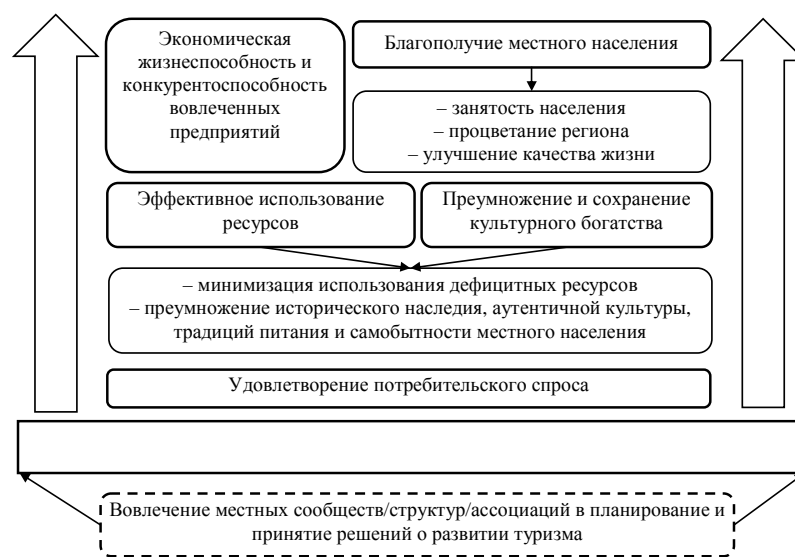 Экономическая
жизнеспособность и
конкурентоспособность
вовлеченных
предприятий
Благополучие местного населения
– занятость населения
– процветание региона
– улучшение качества жизни
Эффективное использование
ресурсов
Преумножение и сохранение
культурного богатства
– минимизация использования дефицитных ресурсов
– преумножение исторического наследия, аутентичной культуры,
традиций питания и самобытности местного населения
Удовлетворение потребительского спроса
Вовлечение местных сообществ/структур/ассоциаций в планирование и
принятие решений о развитии туризма